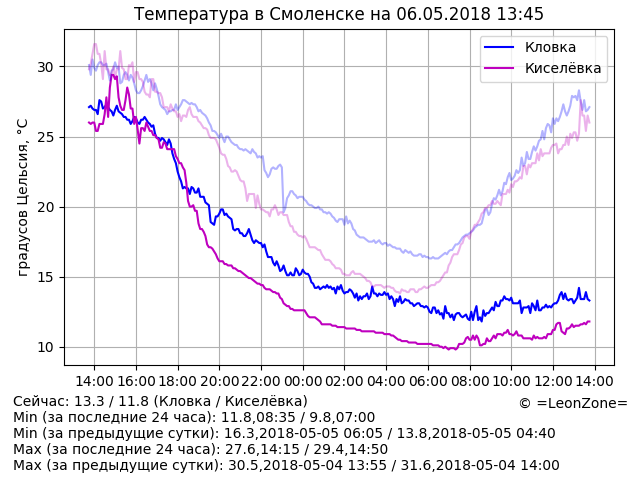 Температура в Смоленске на 06.05.2018 13:45
Кловка
Киселёвка
градусов Цельсия, °C
30
25
20
15
10
14:00 16:00 18:00 20:00 22:00 00:00 02:00 04:00 06:00 08:00 10:00 12:00 14:00
Сейчас: 13.3 / 11.8 (Кловка / Киселёвка)
© =LeonZone=
Min (за последние 24 часа): 11.8,08:35 / 9.8,07:00
Min (за предыдущие сутки): 16.3,2018-05-05 06:05 / 13.8,2018-05-05 04:40
Max (за последние 24 часа): 27.6,14:15 / 29.4,14:50
Max (за предыдущие сутки): 30.5,2018-05-04 13:55 / 31.6,2018-05-04 14:00